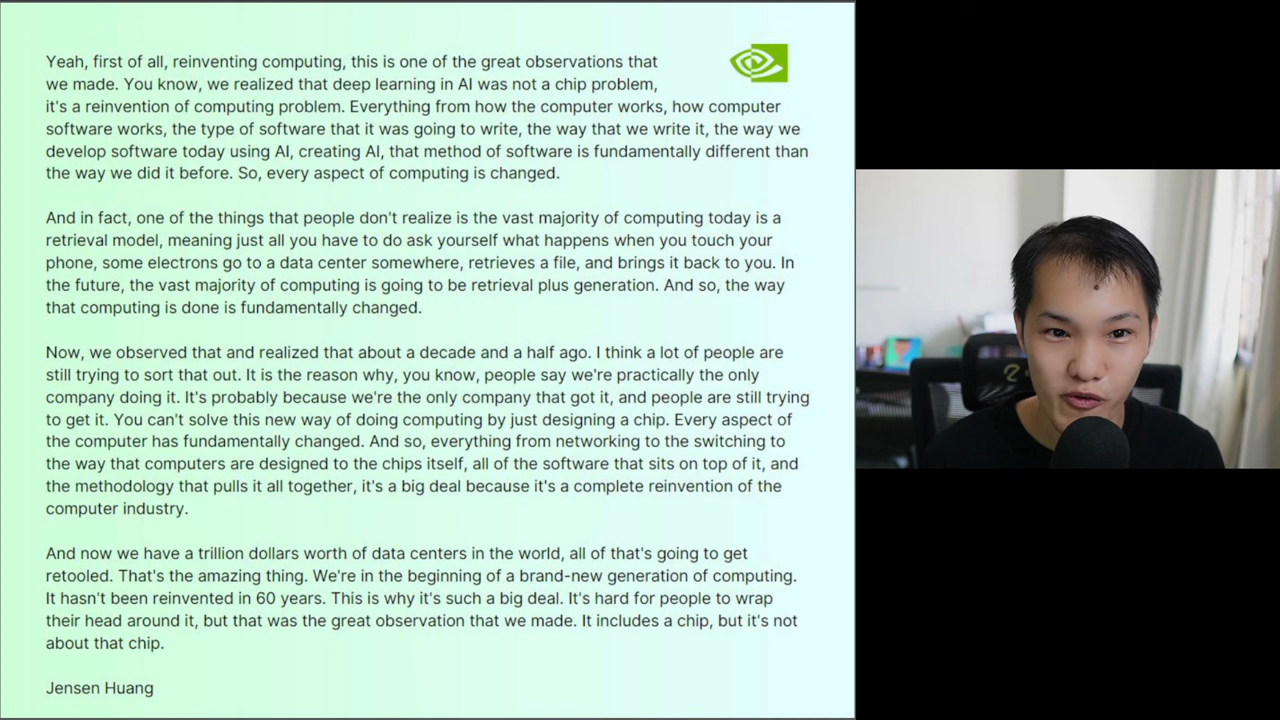 Yeah, first of all, reinventing computing, this is one of the great observations that
we made. You know, we realized that deep learning in AI was not a chip problem,
it's a reinvention of computing problem. Everything from how the computer works, how computer
software works, the type of software that it was going to write, the way that we write it, the way we
develop software today using AI, creating AI, that method of software is fundamentally different than
the way we did it before. So, every aspect of computing is changed.
And in fact, one of the things that people don't realize is the vast majority of computing today is a
retrieval model, meaning just all you have to do ask yourself what happens when you touch your
phone, some electrons go to a data center somewhere, retrieves a file, and brings it back to you. In
the future, the vast majority of computing is going to be retrieval plus generation. And so, the way
that computing is done is fundamentally changed.
Now, we observed that and realized that about a decade and a half ago. I think a lot of people are
still trying to sort that out. It is the reason why, you know, people say we're practically the only
company doing it. It's probably because we're the only company that got it, and people are still trying
to get it. You can't solve this new way of doing computing by just designing a chip. Every aspect of
the computer has fundamentally changed. And so, everything from networking to the switching to
the way that computers are designed to the chips itself, all of the software that sits on top of it, and
the methodology that pulls it all together, it's a big deal because it's a complete reinvention of the
computer industry.
And now we have a trillion dollars worth of data centers in the world, all of that's going to get
retooled. That's the amazing thing. We're in the beginning of a brand-new generation of computing.
It hasn't been reinvented in 60 years. This is why it's such a big deal. It's hard for people to wrap
their head around it, but that was the great observation that we made. It includes a chip, but it's not
about that chip.
Jensen Huang